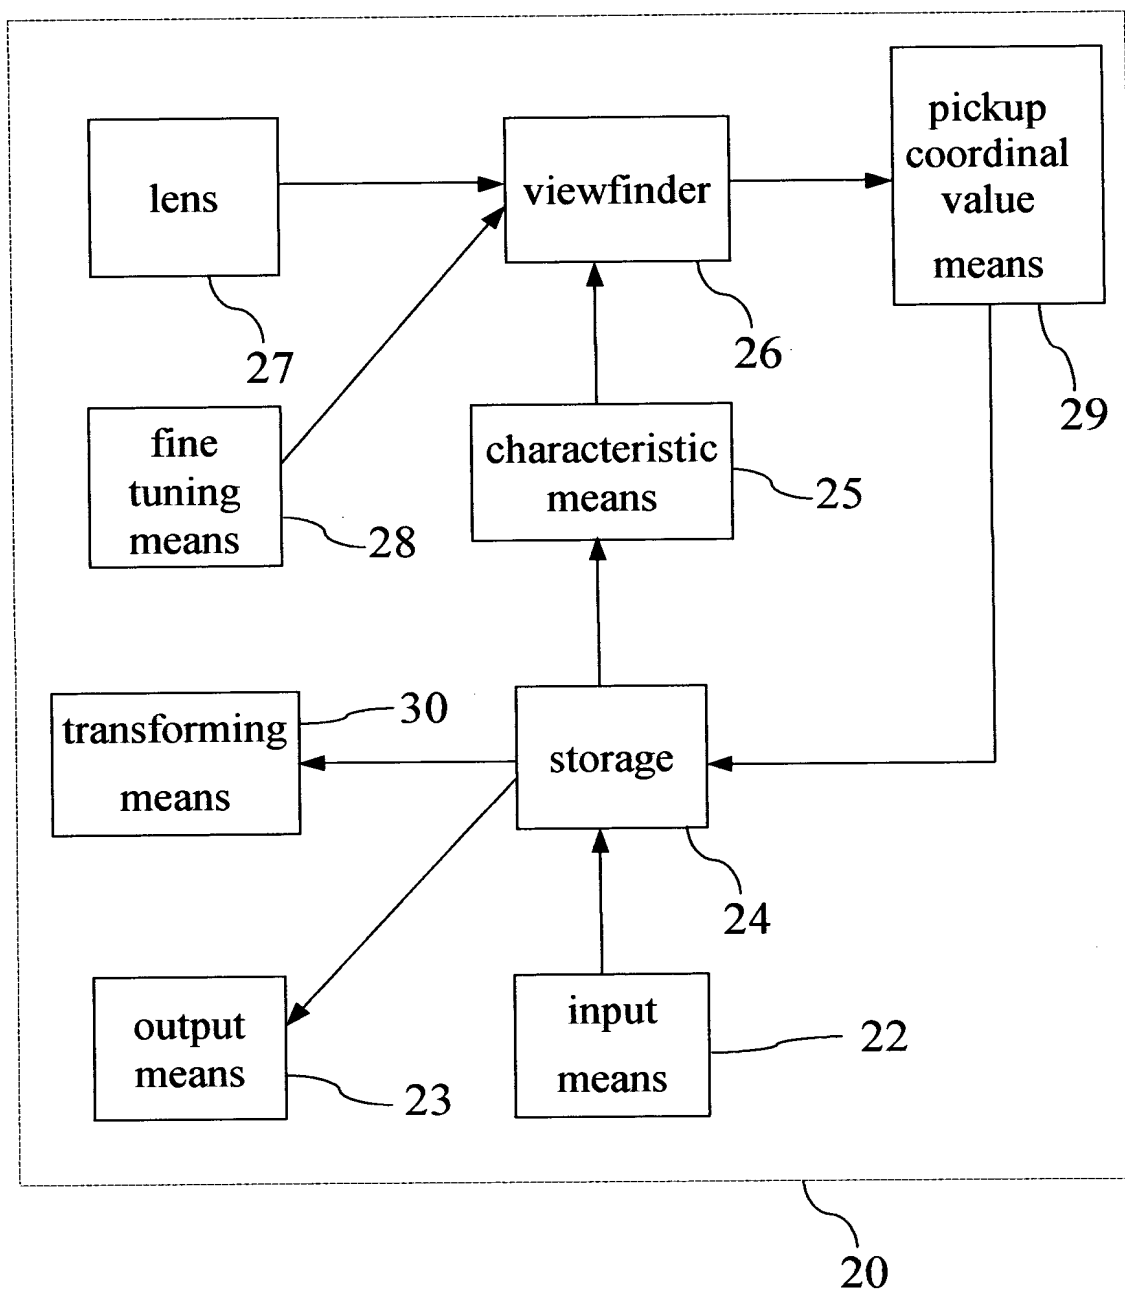 lens
27
viewfinder
26
pickup
coordinal
value
means
29
fine
tuning
means
28
characteristic
means
25
transforming
means
30
storage
24
output
means
23
input
means
22
20